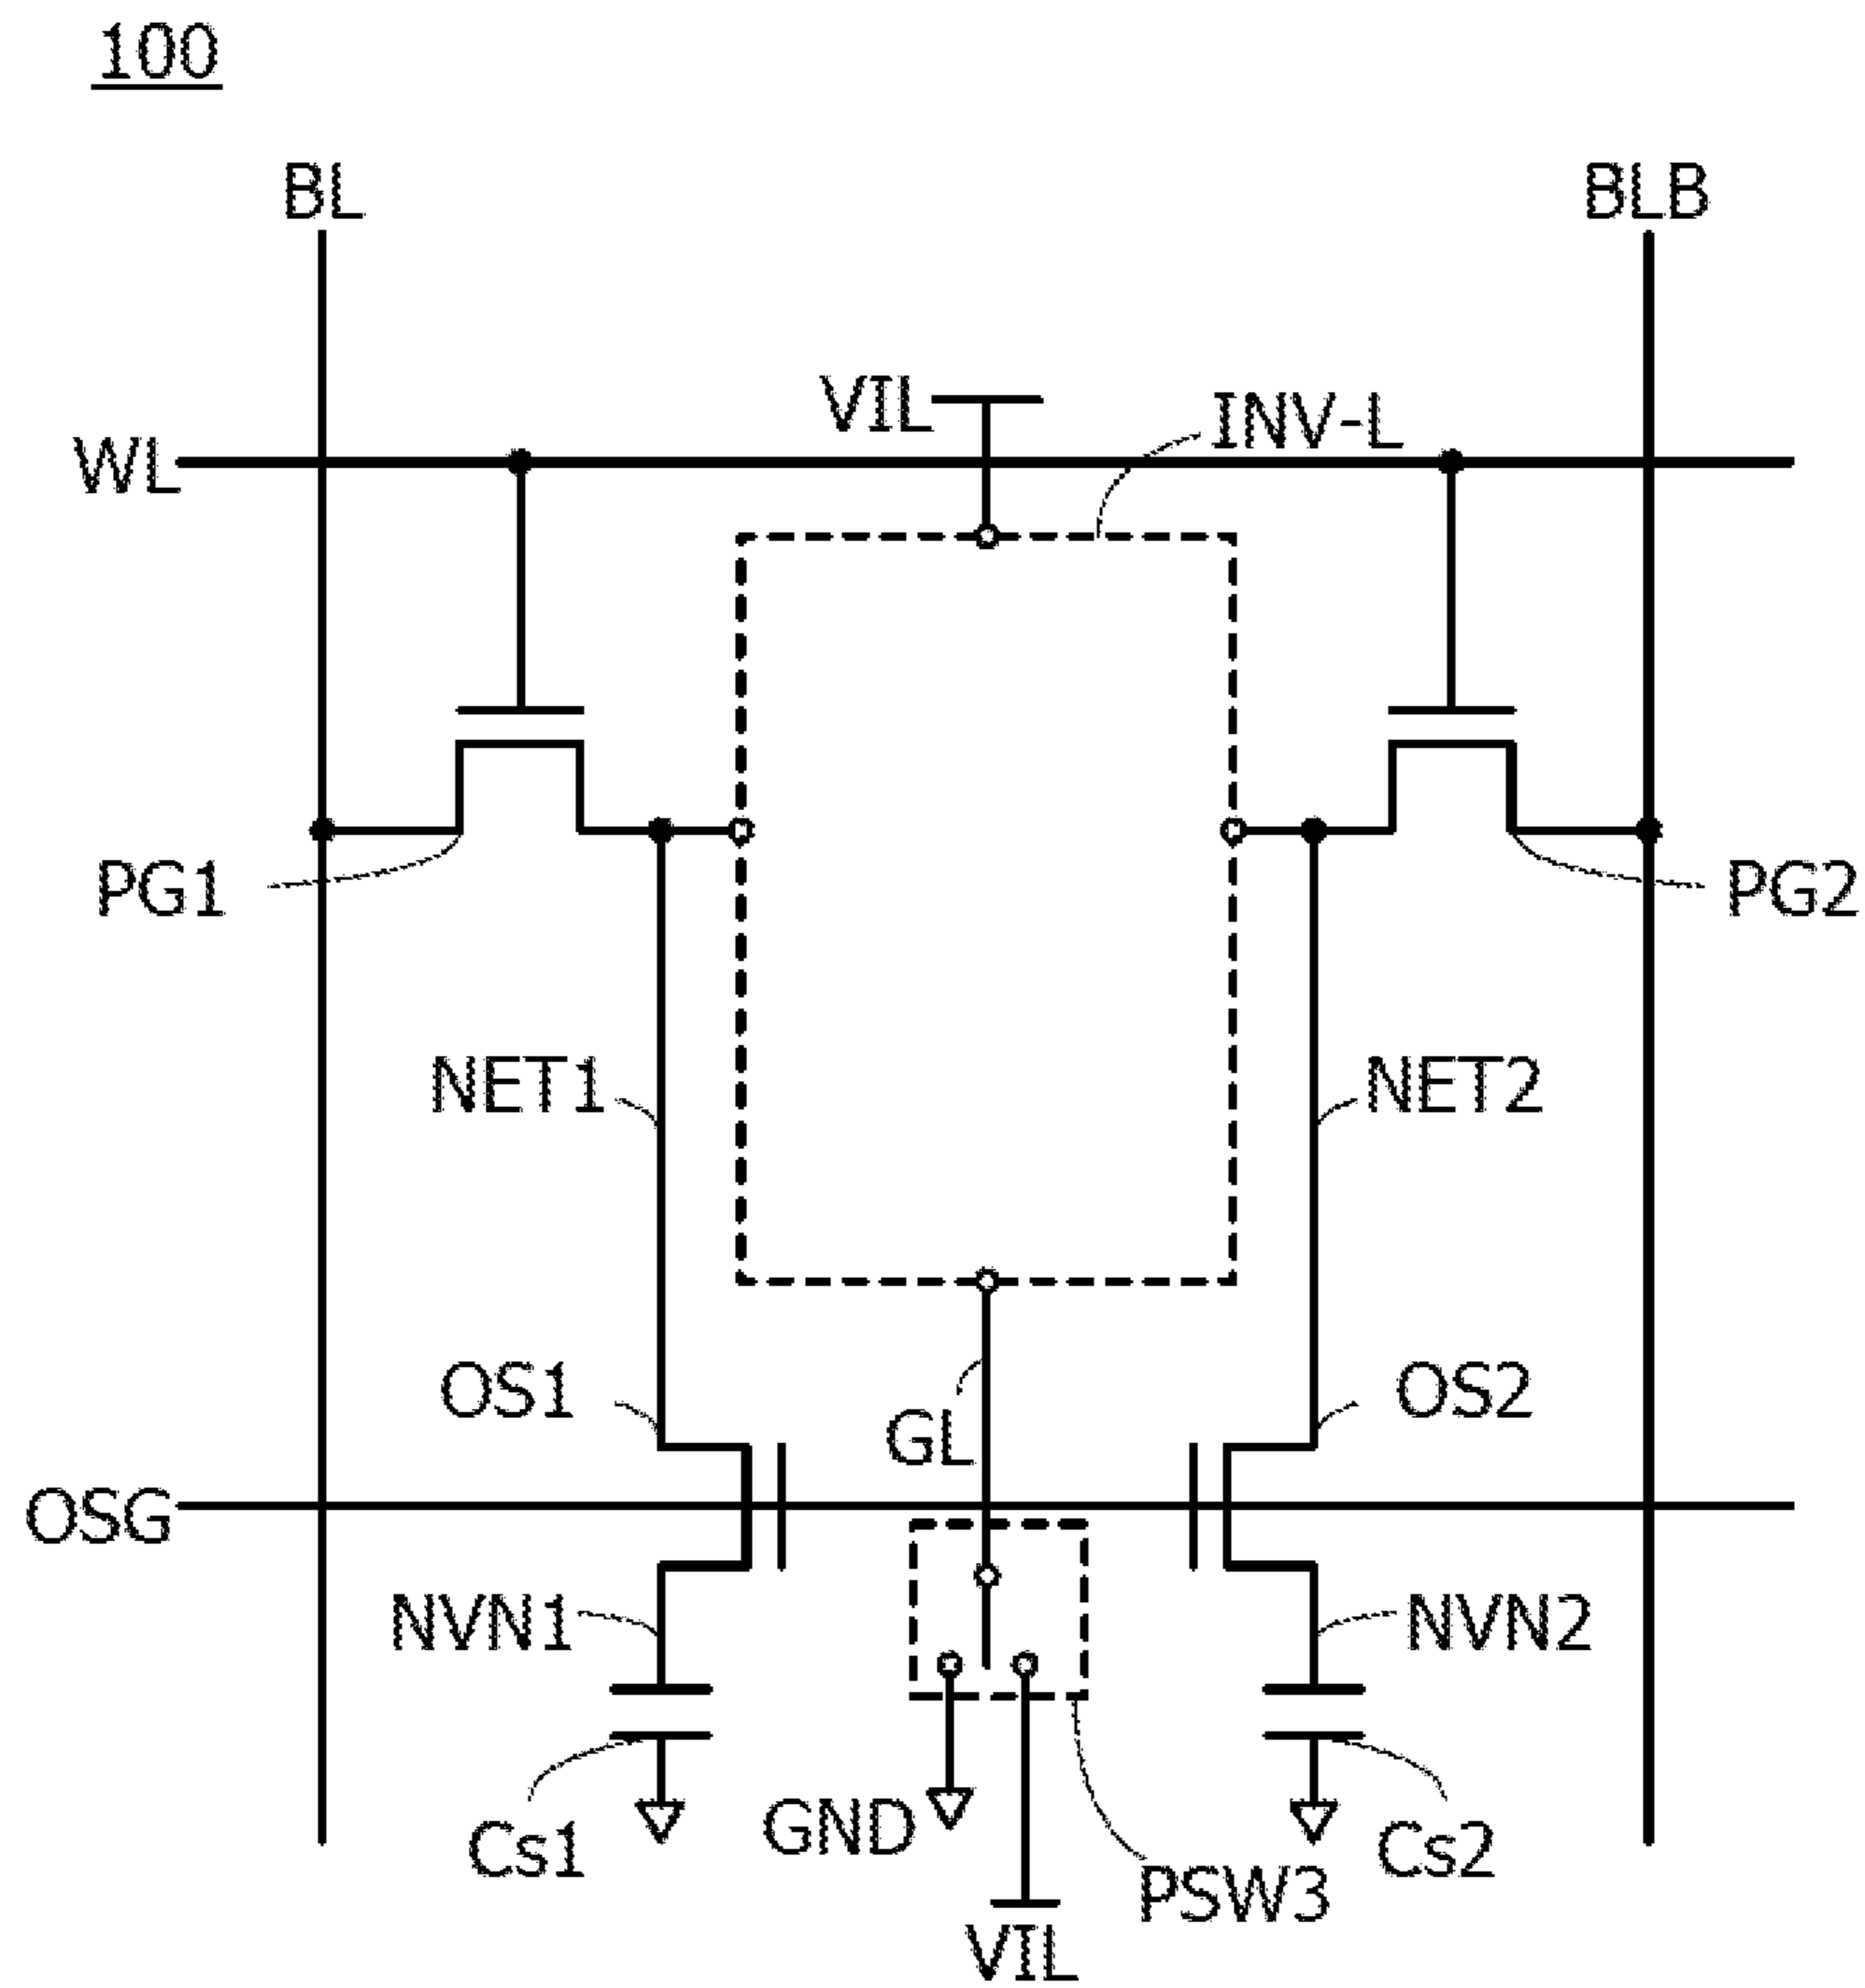 100
BL
BLB
VIL
INV-L
WL
PG1
PG2
NET1
NET2
OS1
OS2
GL
OSG
NVN1
NVN2
GND
Cs1
Cs2
PSW3
VIL